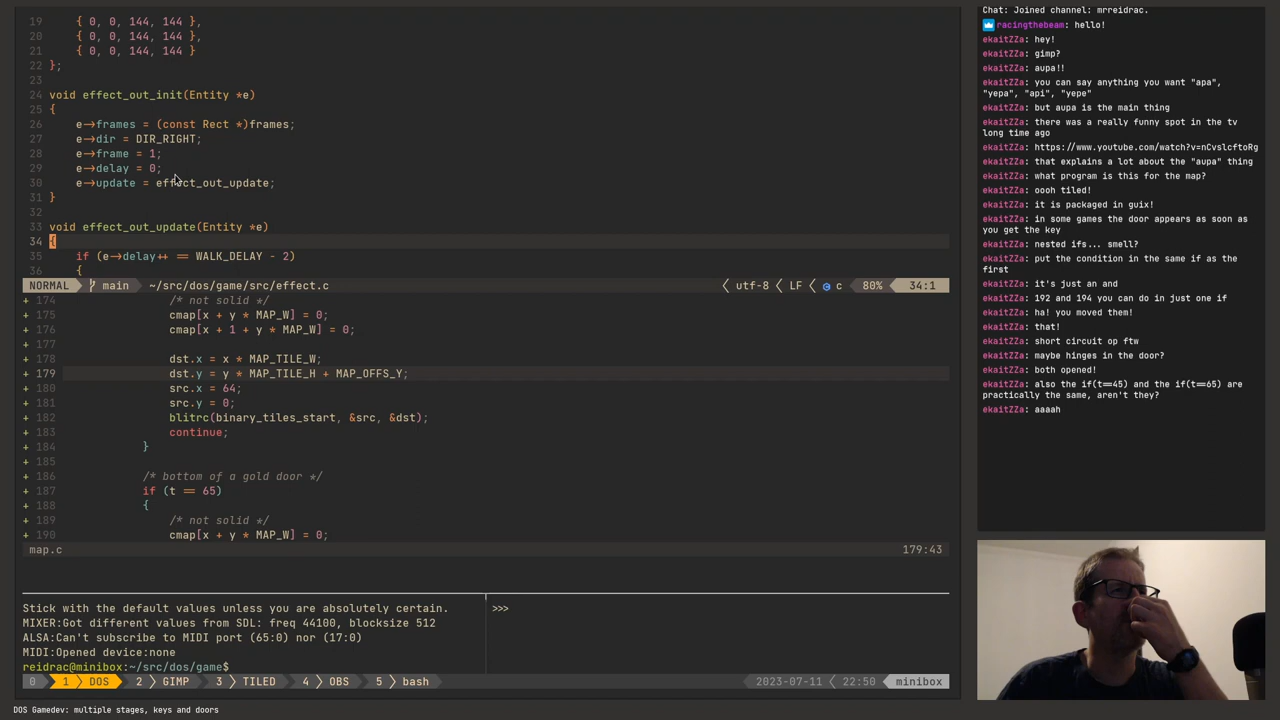 19 { 0, 0, 144, 144 },
20 { 0, 0, 144, 144 },
21 { 0, 0, 144, 144 }
22 };
23
24 void effect_out_init(Entity *e)
25 {
26 e->frames = (const Rect *)frames;
27 e->dir = DIR_RIGHT;
28 e->frame = 1;
29 e->delay = 0;
30 e->update = effect_out_update;
31 }
32
33 void effect_out_update(Entity *e)
34 {
35 if (e->delay++ == WALK_DELAY - 2)
36 {
NORMAL main ~/src/dos/game/src/effect.c utf-8 LF c 80% 34:1
+ 174 /* not solid */
+ 175 cmap[x + y * MAP_W] = 0;
+ 176 cmap[x + 1 + y * MAP_W] = 0;
+ 177
+ 178 dst.x = x * MAP_TILE_W;
+ 179 dst.y = y * MAP_TILE_H + MAP_OFFS_Y;
+ 180 src.x = 64;
+ 181 src.y = 0;
+ 182 blitrc(binary_tiles_start, &src, &dst);
+ 183 continue;
+ 184 }
+ 185
+ 186 /* bottom of a gold door */
+ 187 if (t == 65)
+ 188 {
+ 189 /* not solid */
+ 190 cmap[x + y * MAP_W] = 0;
map.c 179:43
Stick with the default values unless you are absolutely certain.
MIXER:Got different values from SDL: freq 44100, blocksize 512
ALSA:Can't subscribe to MIDI port (65:0) nor (17:0)
MIDI:Opened device:none
reidrac@minibox:~/src/dos/game$
>>>
0 1 DOS 2 GIMP 3 TILED 4 OBS 5 bash 2023-07-11 22:50 minibox
DOS Gamedev: multiple stages, keys and doors
Chat: Joined channel: mrreidrac.
racingthebeam: hello!
ekaitZZa: hey!
ekaitZZa: gimp?
ekaitZZa: aupa!!
ekaitZZa: you can say anything you want "apa",
"yepa", "api", "yepe"
ekaitZZa: but aupa is the main thing
ekaitZZa: there was a really funny spot in the tv
long time ago
ekaitZZa: https://www.youtube.com/watch?v=nCvslcftoRg
ekaitZZa: that explains a lot about the "aupa" thing
ekaitZZa: what program is this for the map?
ekaitZZa: oooh tiled!
ekaitZZa: it is packaged in guix!
ekaitZZa: in some games the door appears as soon as
you get the key
ekaitZZa: nested ifs... smell?
ekaitZZa: put the condition in the same if as the
first
ekaitZZa: it's just an and
ekaitZZa: 192 and 194 you can do in just one if
ekaitZZa: ha! you moved them!
ekaitZZa: that!
ekaitZZa: short circuit op ftw
ekaitZZa: maybe hinges in the door?
ekaitZZa: both opened!
ekaitZZa: also the if(t==45) and the if(t==65) are
practically the same, aren't they?
ekaitZZa: aaaah